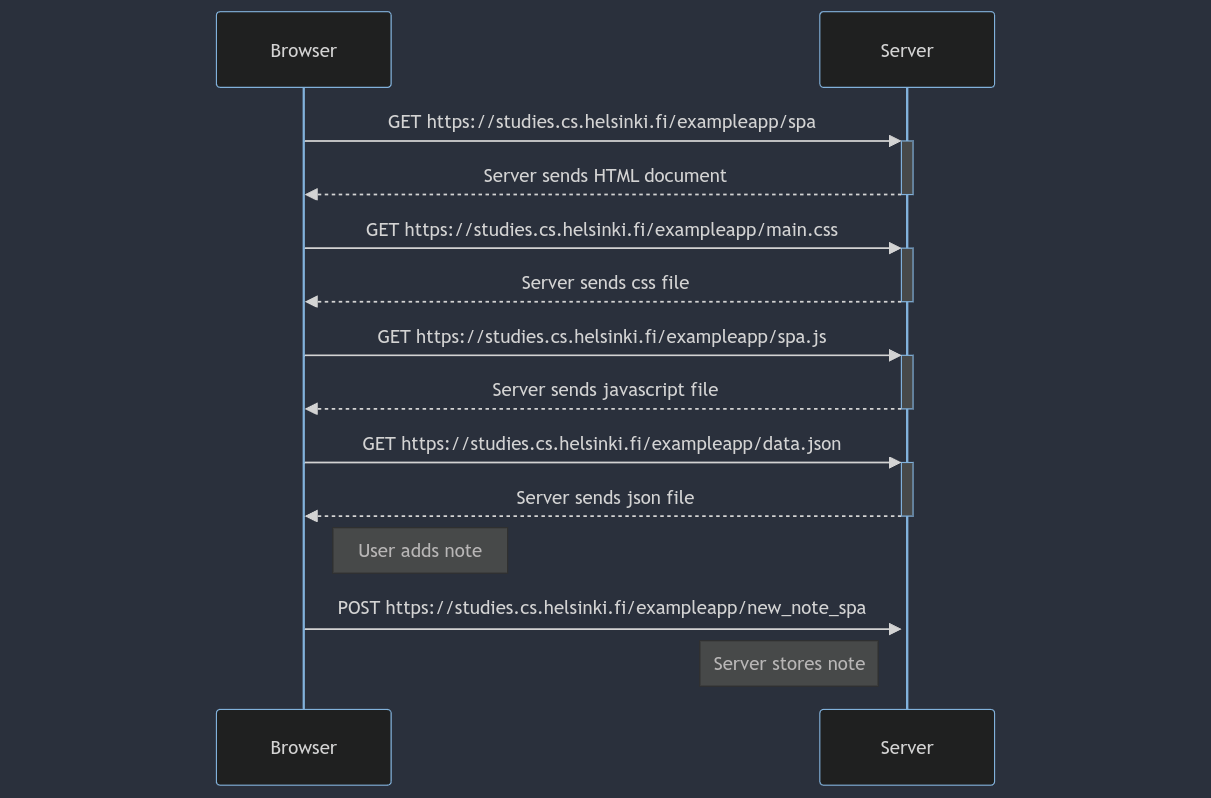 Browser
Server
GET https://studies.cs.helsinki.fi/exampleapp/spa
Server sends HTML document
GET https://studies.cs.helsinki.fi/exampleapp/main.css
Server sends css file
GET https://studies.cs.helsinki.fi/exampleapp/spa.js
Server sends javascript file
GET https://studies.cs.helsinki.fi/exampleapp/data.json
Server sends json file
User adds note
POST https://studies.cs.helsinki.fi/exampleapp/new_note_spa
Server stores note
Browser
Server